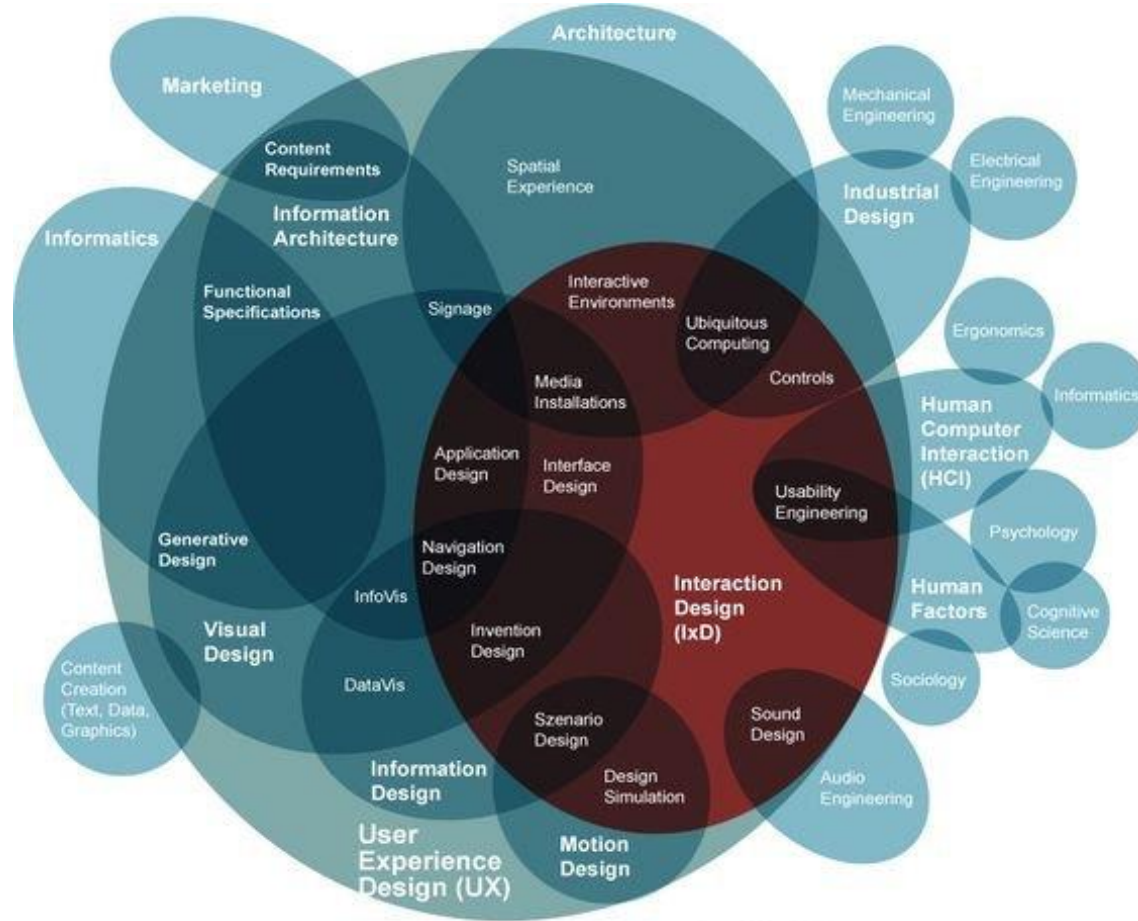 Architecture
Marketing
Mechanical
Engineering
Content
Requirements
Spatial
Experience
Electrical
Engineering
Industrial
Design
Information
Architecture
Informatics
Functional
Specifications
Signage
Interactive
Environments
Ubiquitous
Computing
Ergonomics
Controls
Media
Installations
Informatics
Human
Computer
Interaction
(HCI)
Application
Design
Interface
Design
Usability
Engineering
Psychology
Generative
Design
Navigation
Design
InfoVis
Interaction
Design
(IxD)
Human
Factors
Cognitive
Science
Visual
Design
Invention
Design
Sociology
Content
Creation
(Text, Data,
Graphics)
DataVis
Szenario
Design
Sound
Design
Information
Design
Design
Simulation
Audio
Engineering
User
Experience
Design (UX)
Motion
Design